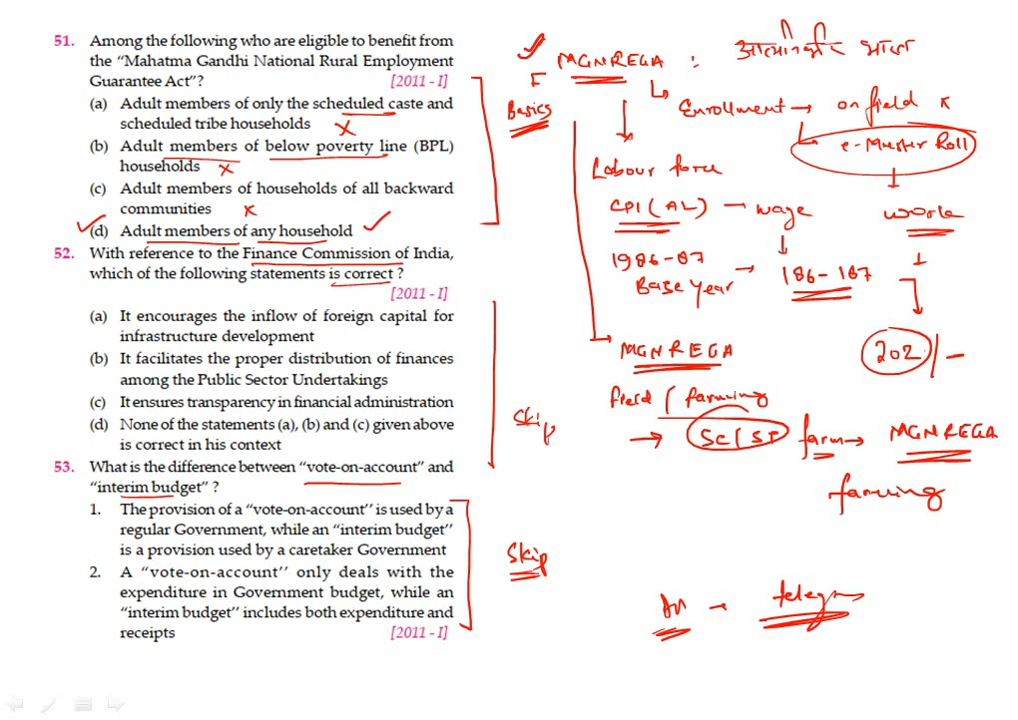 51. Among the following who are eligible to benefit from
the “Mahatma Gandhi National Rural Employment
Guarantee Act”?
[2011 - I]
(a) Adult members of only the scheduled caste and
scheduled tribe households
(b) Adult members of below poverty line (BPL)
households
(c) Adult members of households of all backward
communities
(d) Adult members of any household
52. With reference to the Finance Commission of India,
which of the following statements is correct ?
[2011 - I]
(a) It encourages the inflow of foreign capital for
infrastructure development
(b) It facilitates the proper distribution of finances
among the Public Sector Undertakings
(c) It ensures transparency in financial administration
(d) None of the statements (a), (b) and (c) given above
is correct in his context
53. What is the difference between “vote-on-account” and
“interim budget” ?
1. The provision of a “vote-on-account” is used by a
regular Government, while an “interim budget”
is a provision used by a caretaker Government
2. A “vote-on-account” only deals with the
expenditure in Government budget, while an
“interim budget” includes both expenditure and
receipts
[2011 - I]
MGNREGA :
Basics
Enrollment → on field x
e-Muster Roll
Labour force
CPI (AL) - wage
work
1986-87
Base year → 186-187
202/-
MGNREGA
field / farming
→ SC/ST farm → MGNREGA
farming
Skip
Skip
→ telegram